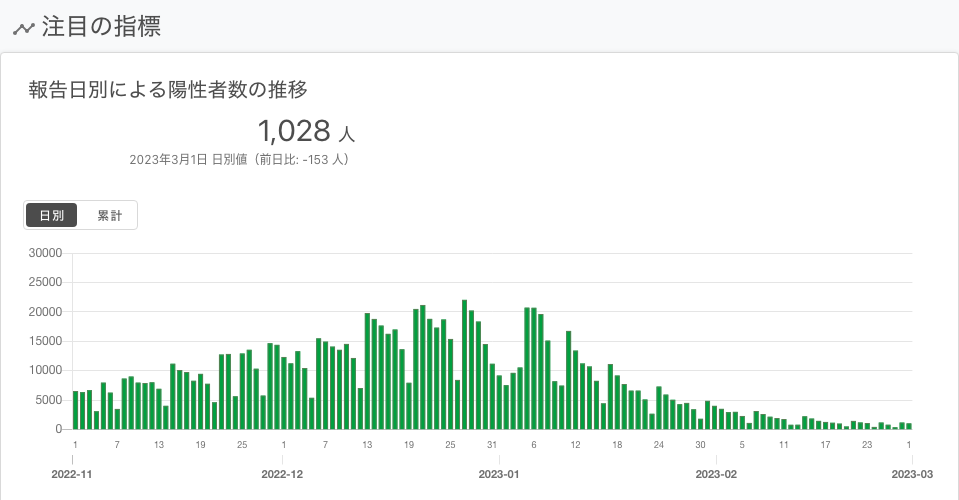 注目の指標
報告日別による陽性者数の推移
1,028 人
2023年3月1日 日別値（前日比: -153 人）
日別 累計
30000
25000
20000
15000
10000
5000
0
1 7 13 19 25 1 7 13 19 25 31 6 12 18 24 30 5 11 17 23 1
2022-11 2022-12 2023-01 2023-02 2023-03